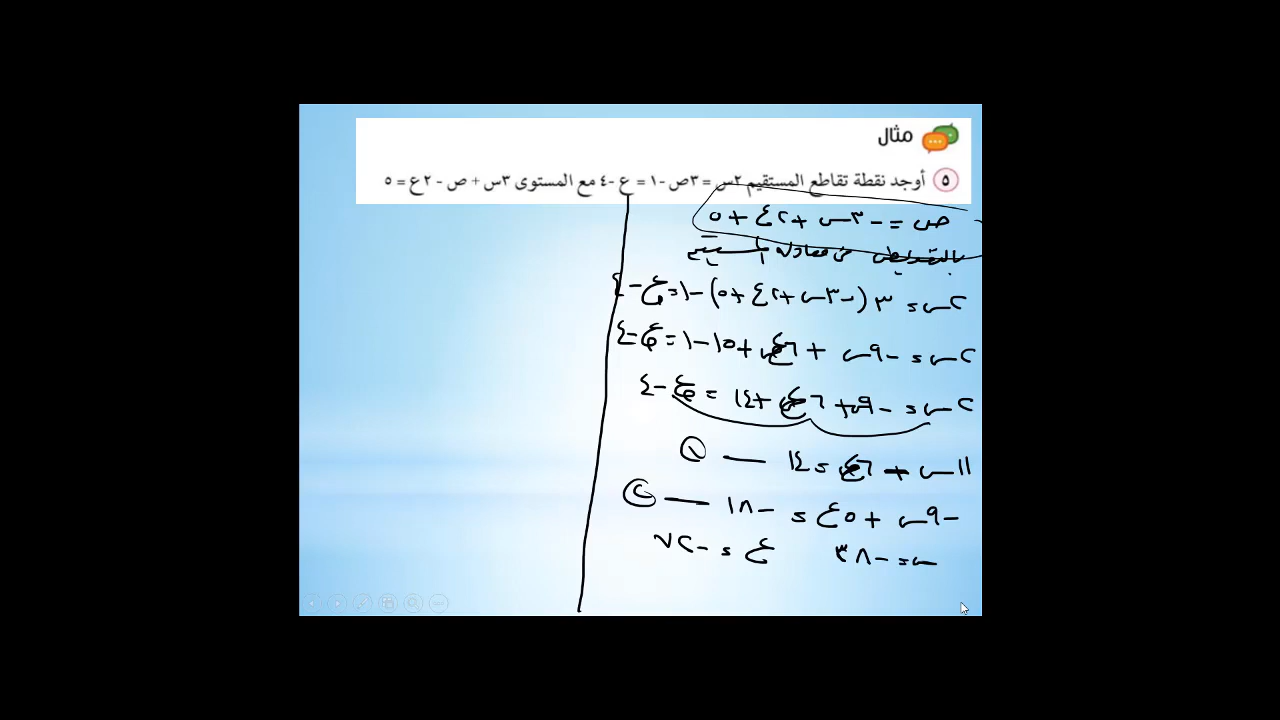 مثال
٥ أوجد نقطة تقاطع المستقيم ٢س = ٣ص -١ = ع -٤ مع المستوى ٣س + ص - ٢ع = ٥
ص = -٣س + ٢ع + ٥
بالتعويض في معادلة المستقيم
٢س = ٣ (-٣س + ٢ع + ٥) - ١ = ع - ٤
٢س = -٩س + ٦ع + ١٥ - ١ = ع - ٤
٢س = -٩س + ٦ع + ١٤ = ع - ٤
١١س - ٦ع = ١٤ — ١
-٩س + ٥ع = -١٨ — ٢
س = -٣٨ ع = -٧٢